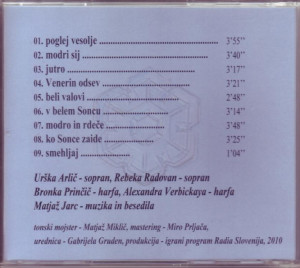 01. poglej vesolje .................................... 3'55"
02. modri sij .......................................... 3'40"
03. jutro ................................................ 3'17"
04. Venerin odsev .................................. 3'21"
05. beli valovi ........................................ 2'48"
06. v belem Soncu .................................. 3'14"
07. modro in rdeče ................................. 3'48"
08. ko Sonce zaide ................................. 3'25"
09. smehljaj ............................ 1'04"
Urška Arlič - sopran, Rebeka Radovan - sopran
Bronka Prinčič - harfa, Alexandra Verbickaya - harfa
Matjaž Jarc - muzika in besedila
tonski mojster - Matjaž Miklič, mastering - Miro Prljača,
urednica - Gabrijela Gruden, produkcija - igrani program Radia Slovenija, 2010